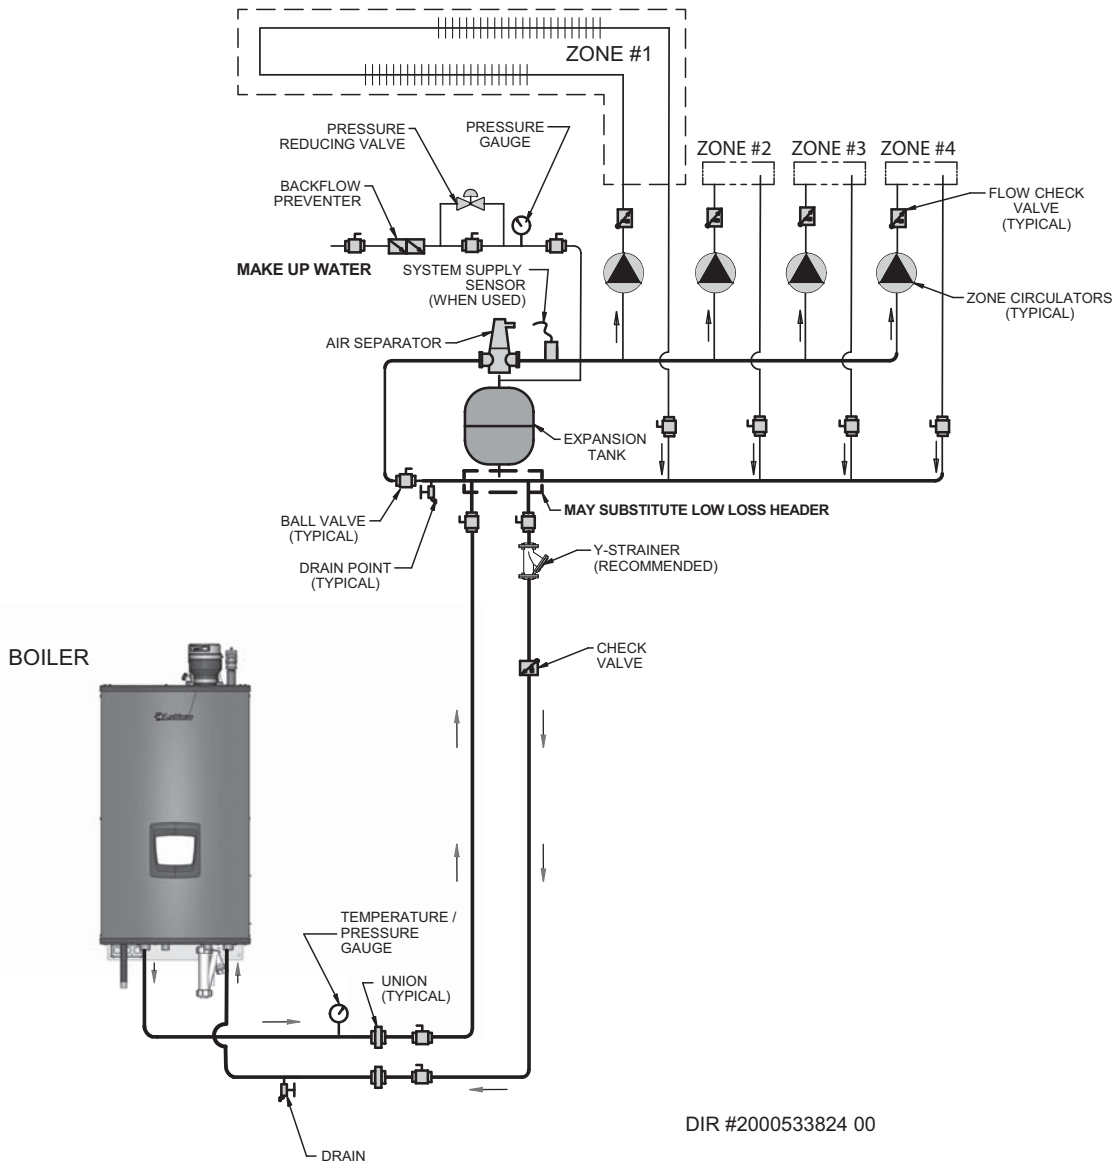 ZONE #1
PRESSURE
REDUCING VALVE
PRESSURE
GAUGE
ZONE #2
ZONE #3
ZONE #4
BACKFLOW
PREVENTER
FLOW CHECK
VALVE
(TYPICAL)
MAKE UP WATER
SYSTEM SUPPLY
SENSOR
(WHEN USED)
ZONE CIRCULATORS
(TYPICAL)
AIR SEPARATOR
EXPANSION
TANK
MAY SUBSTITUTE LOW LOSS HEADER
BALL VALVE
(TYPICAL)
DRAIN POINT
(TYPICAL)
Y-STRAINER
(RECOMMENDED)
BOILER
CHECK
VALVE
Lochinvar
TEMPERATURE /
PRESSURE
GAUGE
UNION
(TYPICAL)
DRAIN
DIR #2000533824 00